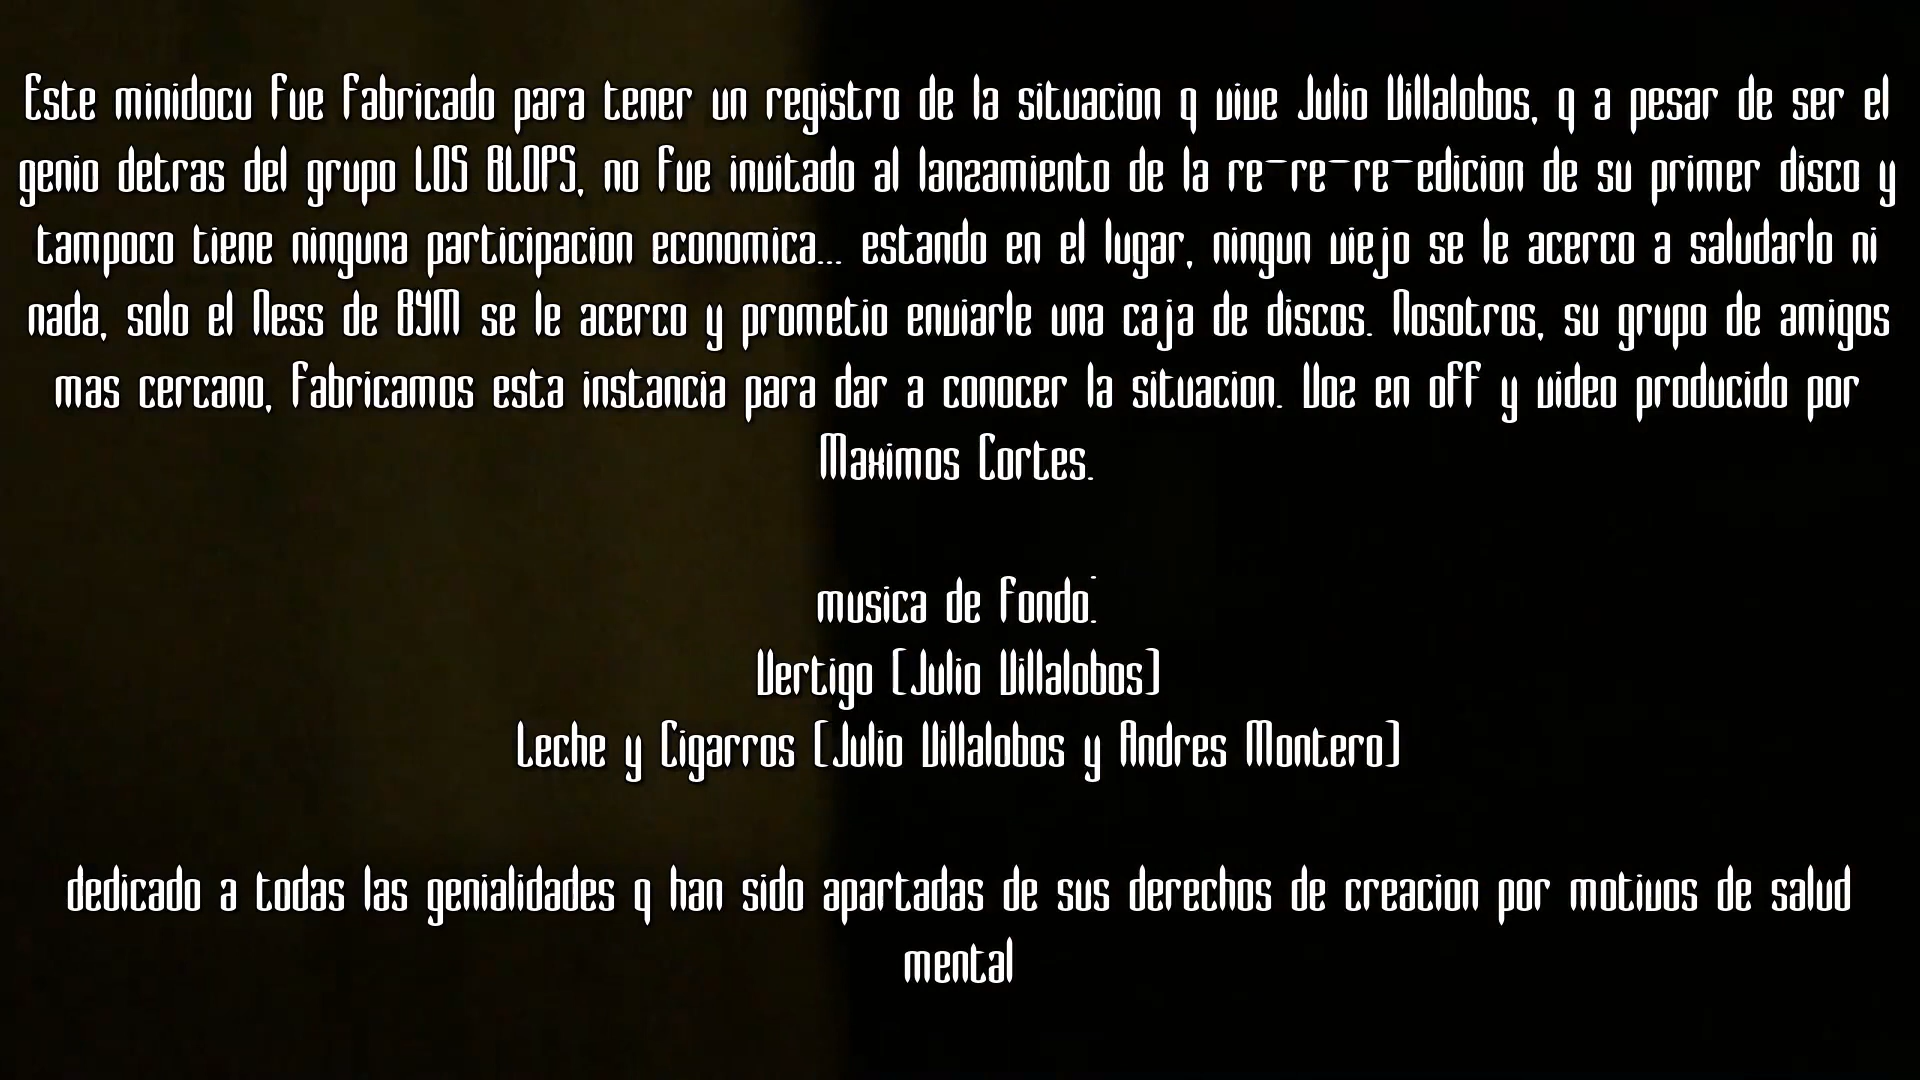 Este minidocu fue fabricado para tener un registro de la situacion q vive Julio Villalobos, q a pesar de ser el
genio detras del grupo LOS BLOPS, no fue invitado al lanzamiento de la re-re-re-edicion de su primer disco y
tampoco tiene ninguna participacion economica... estando en el lugar, ningun viejo se le acerco a saludarlo ni
nada, solo el Ness de BYM se le acerco y prometio enviarle una caja de discos. Nosotros, su grupo de amigos
mas cercano, fabricamos esta instancia para dar a conocer la situacion. Voz en off y video producido por
Maximos Cortes.
musica de fondo:
Vertigo (Julio Villalobos)
Leche y Cigarros (Julio Villalobos y Andres Montero)
dedicado a todas las genialidades q han sido apartadas de sus derechos de creacion por motivos de salud
mental